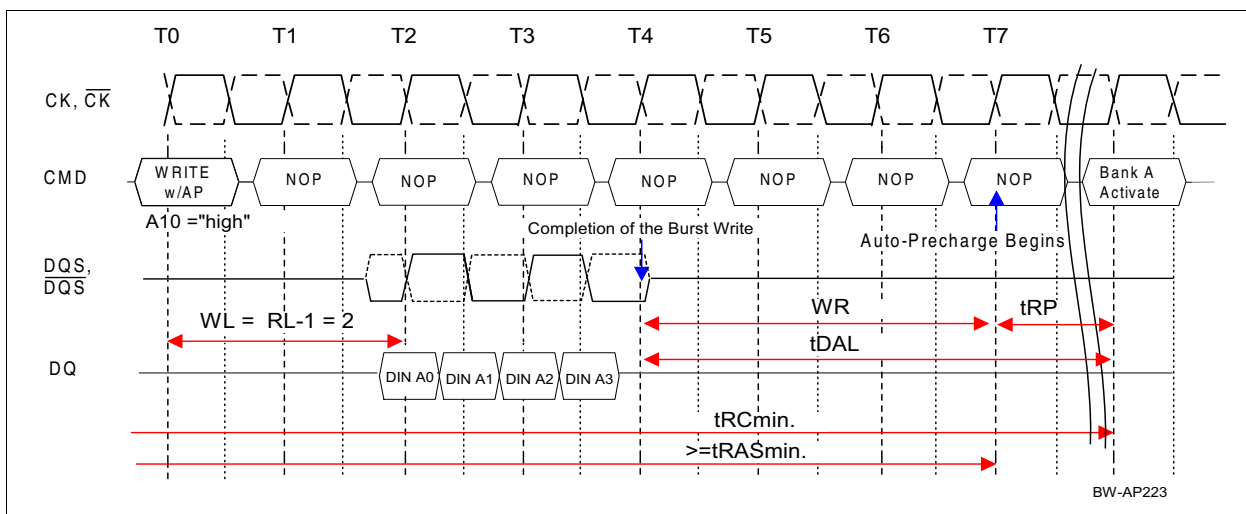 T0 T1 T2 T3 T4 T5 T6 T7
CK, CK
CMD
WRITE w/AP
NOP NOP NOP NOP NOP NOP NOP
Bank A Activate
A10 ="high"
Completion of the Burst Write
Auto-Precharge Begins
DQS,
DQS
WL = RL-1 = 2
WR
tRP
tDAL
DQ
DIN A0 DIN A1 DIN A2 DIN A3
tRCmin.
>=tRASmin.
BW-AP223